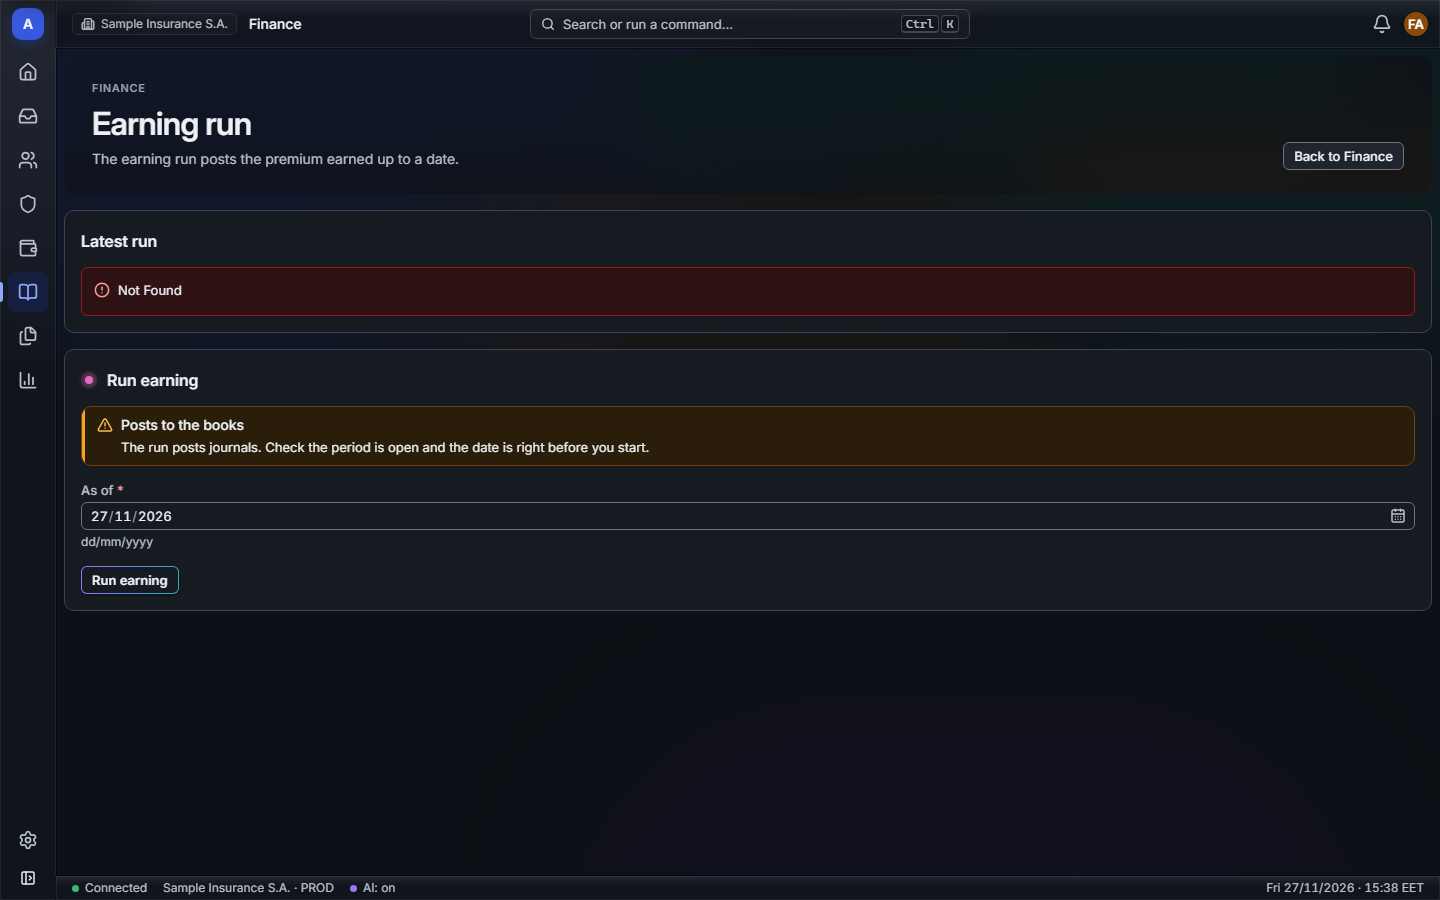 A
Sample Insurance S.A.
Finance
Search or run a command...
Ctrl K
FA
FINANCE
Earning run
The earning run posts the premium earned up to a date.
Back to Finance
Latest run
Not Found
Run earning
Posts to the books
The run posts journals. Check the period is open and the date is right before you start.
As of *
27/11/2026
dd/mm/yyyy
Run earning
Connected
Sample Insurance S.A. · PROD
AI: on
Fri 27/11/2026 · 15:38 EET